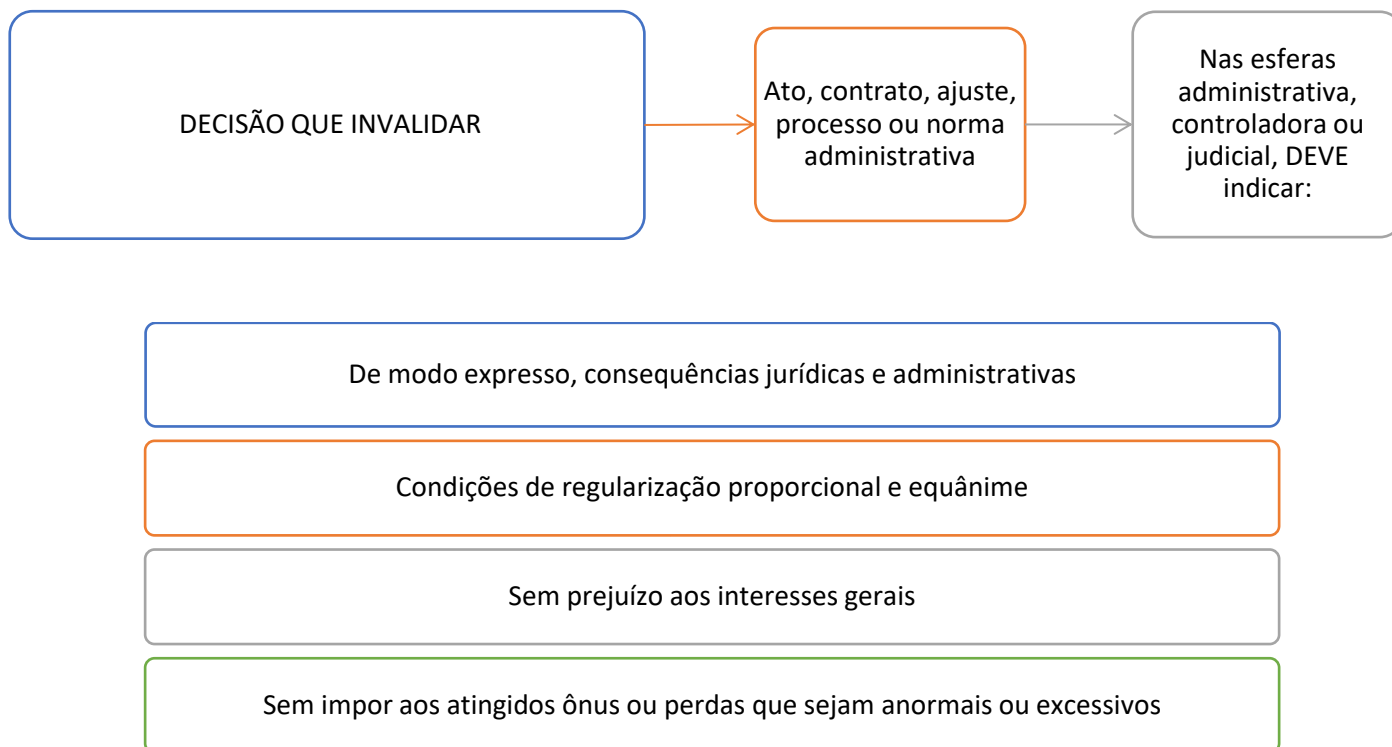 DECISÃO QUE INVALIDAR
Ato, contrato, ajuste,
processo ou norma
administrativa
Nas esferas
administrativa,
controladora ou
judicial, DEVE
indicar:
De modo expresso, consequências jurídicas e administrativas
Condições de regularização proporcional e equânime
Sem prejuízo aos interesses gerais
Sem impor aos atingidos ônus ou perdas que sejam anormais ou excessivos